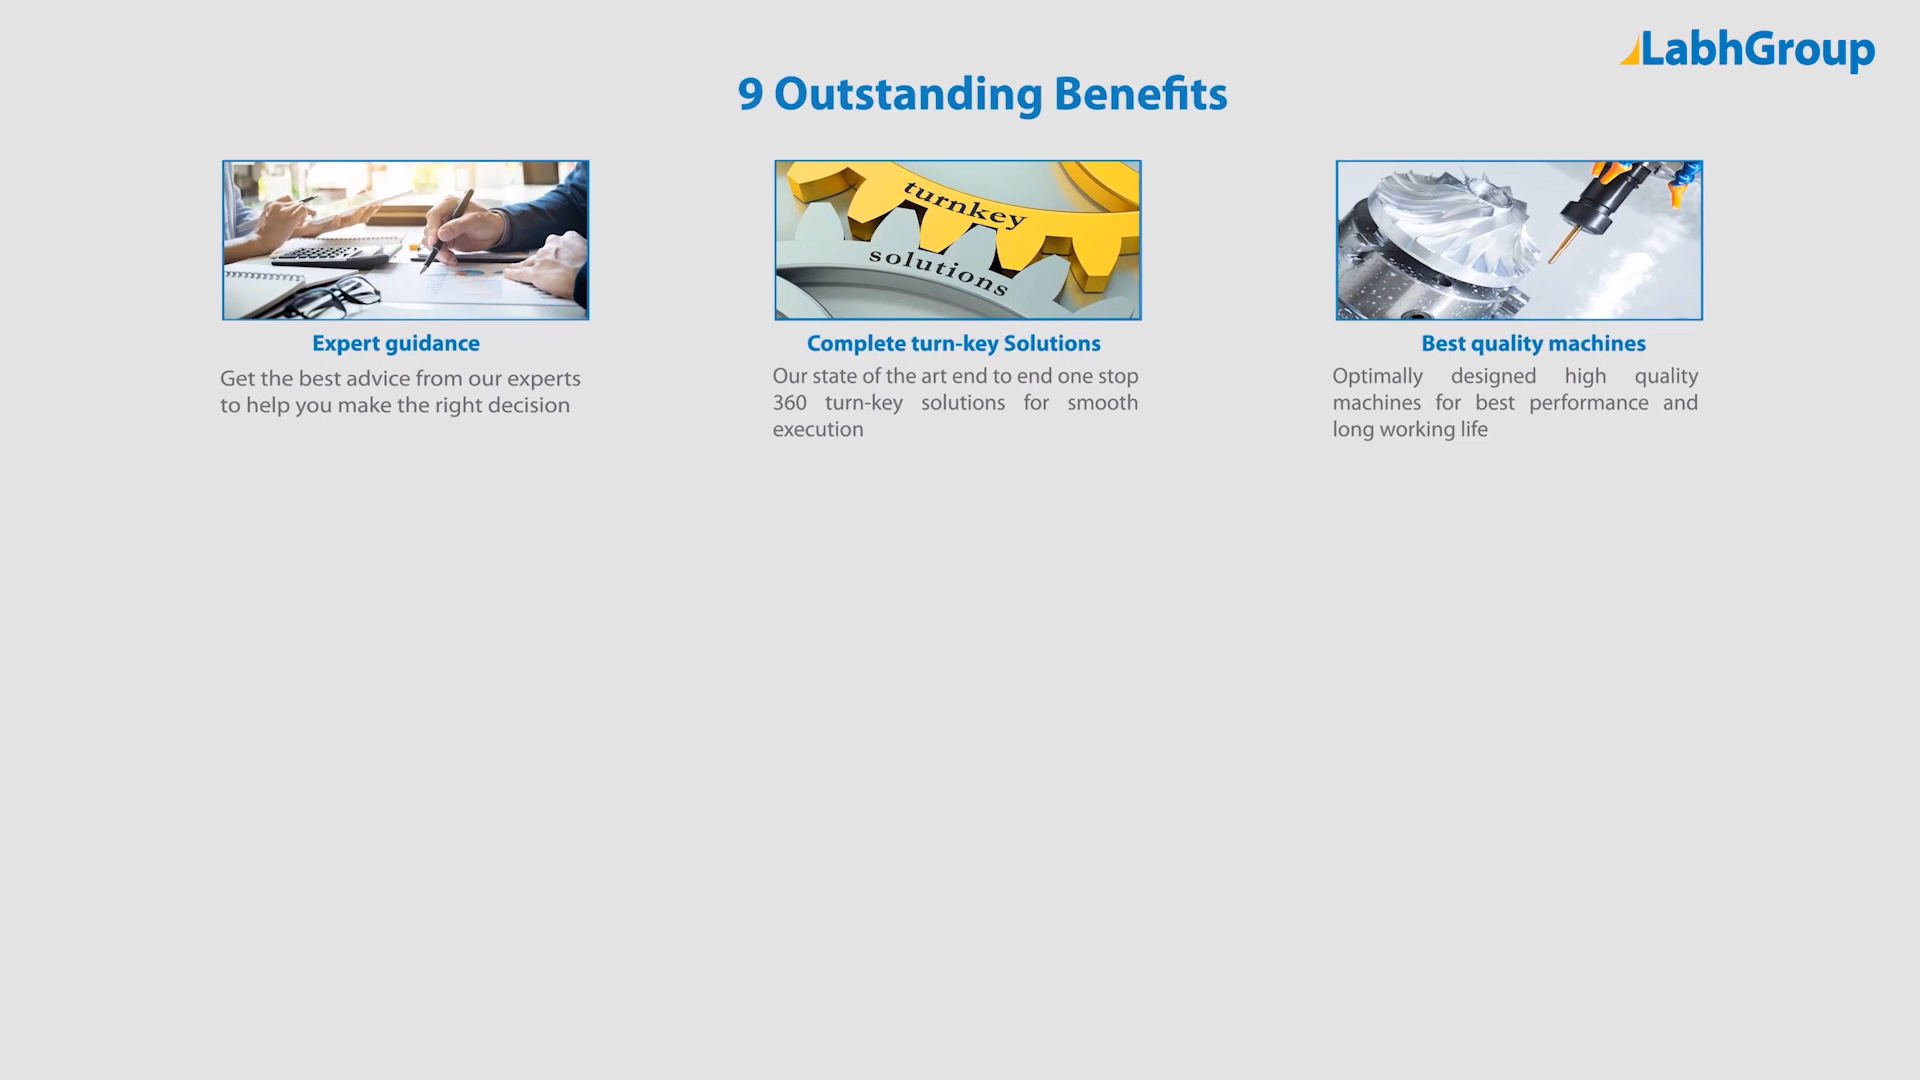 LabhGroup
9 Outstanding Benefits
turnkey
solutions
Expert guidance
Get the best advice from our experts
to help you make the right decision
Complete turn-key Solutions
Our state of the art end to end one stop
360 turn-key solutions for smooth
execution
Best quality machines
Optimally designed high quality
machines for best performance and
long working life